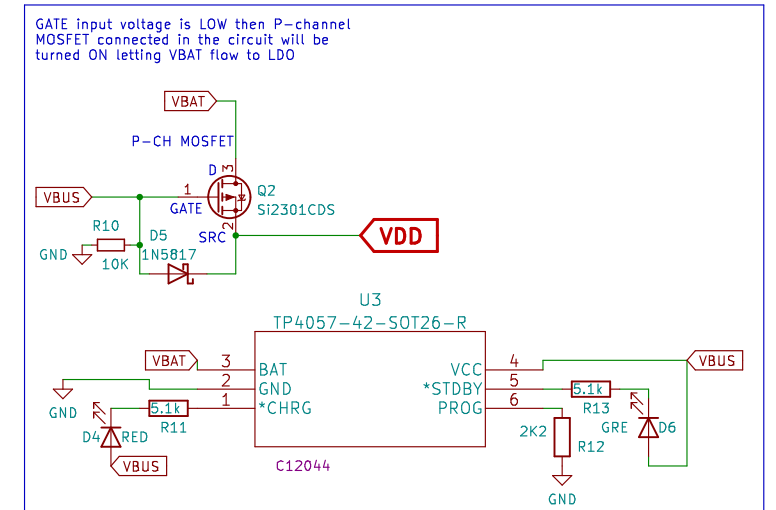 GATE input voltage is LOW then P-channel
MOSFET connected in the circuit will be
turned ON letting VBAT flow to LDO
VBAT
P-CH MOSFET
D
3
1
Q2
VBUS
GATE
Si2301CDS
2
R10
SRC
VDD
D5
GND
10K
1N5817
U3
TP4057-42-SOT26-R
VBAT
3
BAT
VCC
4
VBUS
2
GND
*STDBY
5
5.1k
GND
5.1k
1
*CHRG
PROG
6
R13
D4
RED
R11
2K2
R12
GRE
D6
VBUS
C12044
GND